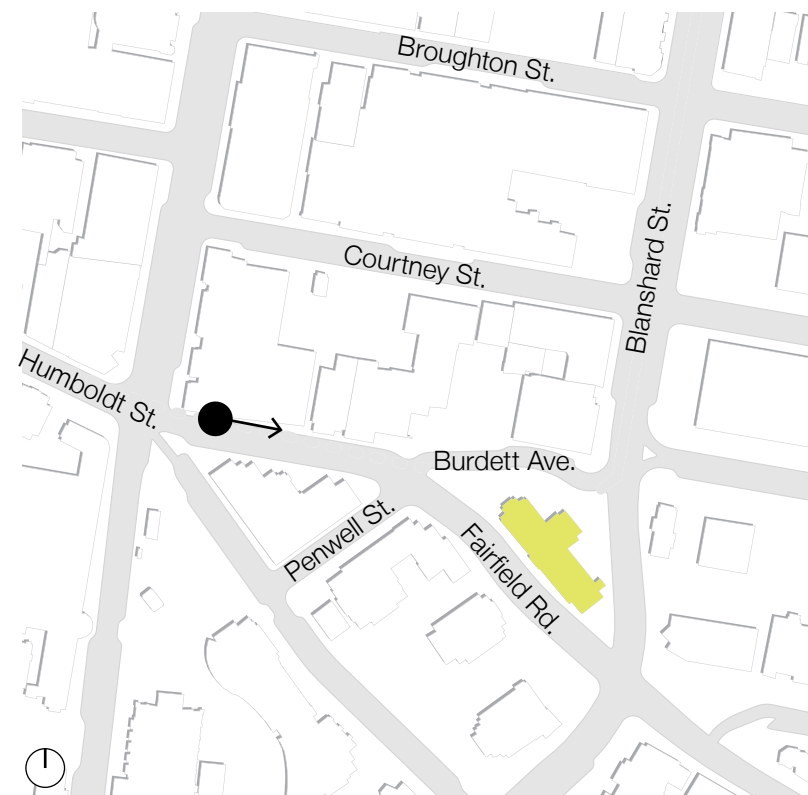 Broughton St.
Courtney St.
Blanshard St.
Humboldt St.
Burdett Ave.
Penwell St.
Fairfield Rd.